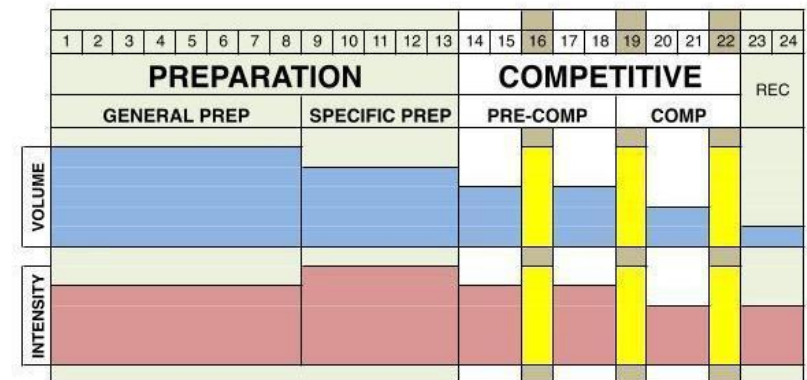 1 2 3 4 5 6 7 8 9 10 11 12 13 14 15 16 17 18 19 20 21 22 23 24
PREPARATION COMPETITIVE REC
GENERAL PREP SPECIFIC PREP PRE-COMP COMP
VOLUME
INTENSITY